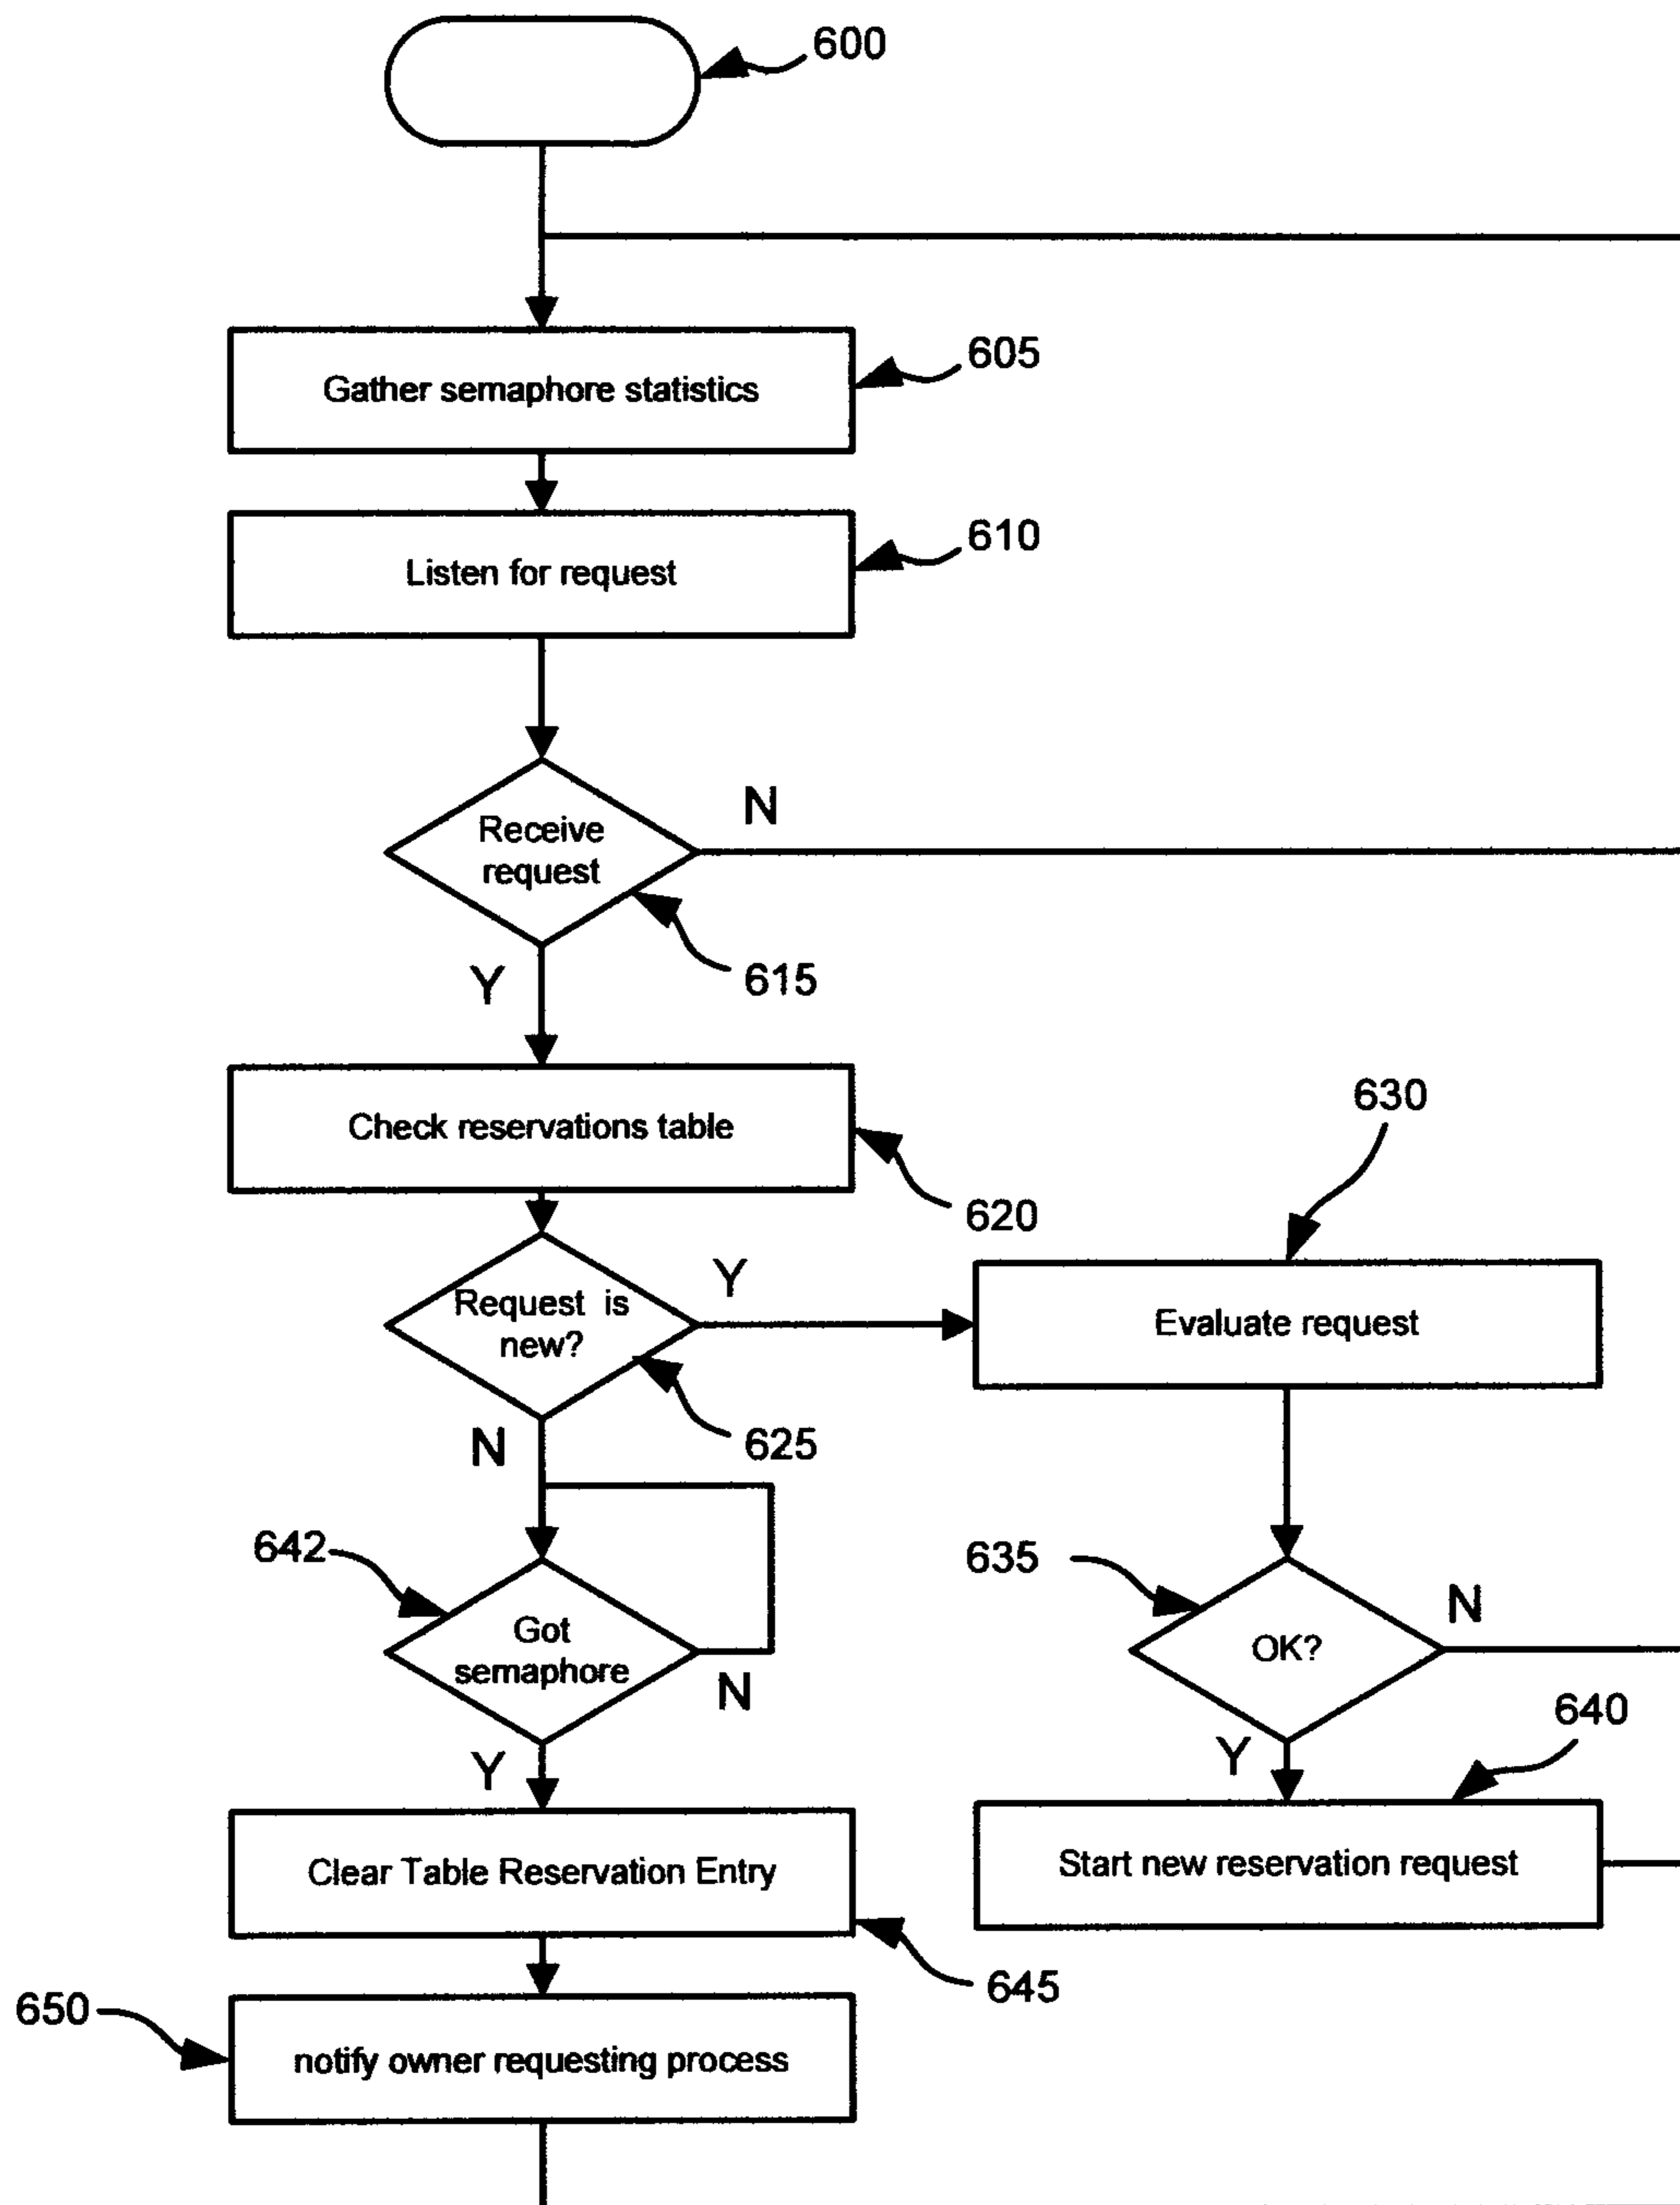 600
Gather semaphore statistics
605
Listen for request
610
Receive
request
N
615
Y
Check reservations table
620
630
Request is
new?
Y
Evaluate request
625
N
642
Got
semaphore
N
635
OK?
N
Y
640
Y
Clear Table Reservation Entry
Start new reservation request
645
650
notify owner requesting process